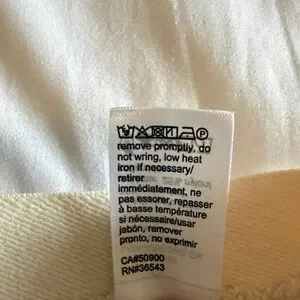 remove promptly, do
not wring, low heat
iron if necessary/
retirer
immédiatement, ne
pas essorer, repasser
à basse température
si nécessaire/usar
jabón, remover
pronto, no exprimir
CA#50900
RN#36543